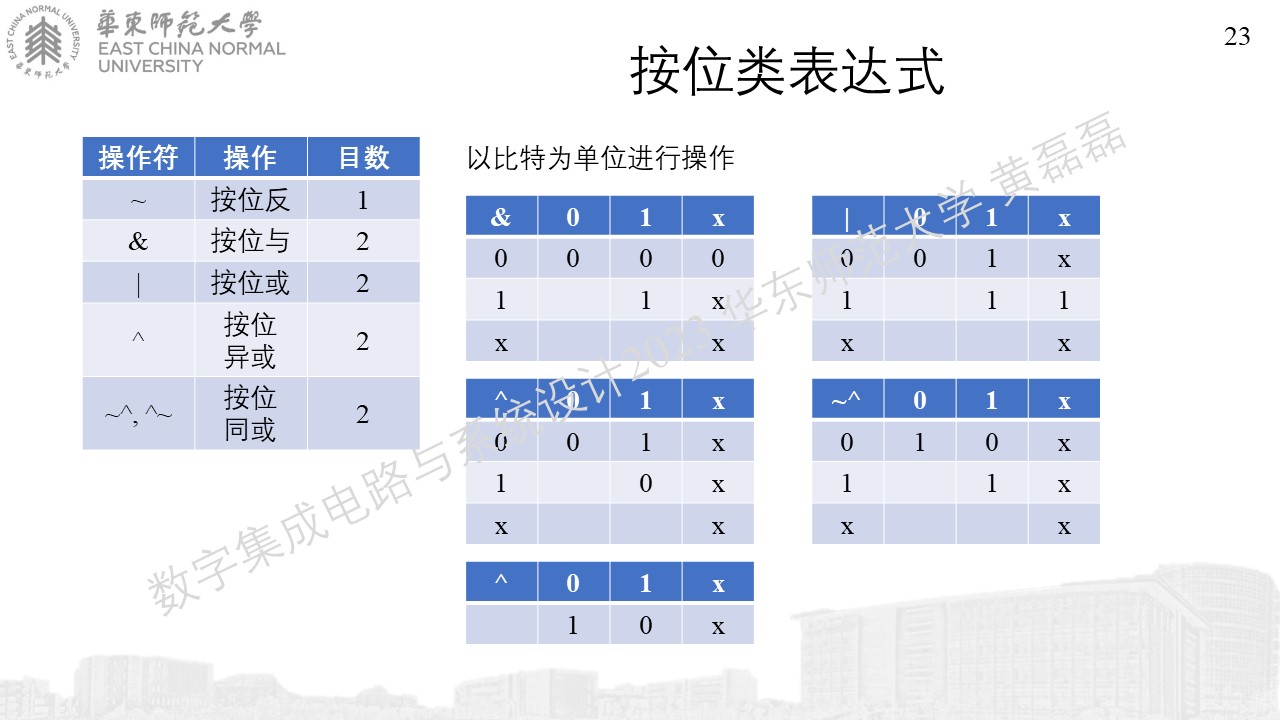 華東師範大學
EAST CHINA NORMAL
UNIVERSITY
EAST CHINA NORMAL UNIVERSITY
華東师范大學
23
按位类表达式
操作符 操作 目数
~ 按位反 1
& 按位与 2
| 按位或 2
^ 按位
异或 2
~^, ^~ 按位
同或 2
以比特为单位进行操作
& 0 1 x
0 0 0 0
1 1 x
x x
| 0 1 x
0 0 1 x
1 1 1
x x
^ 0 1 x
0 0 1 x
1 0 x
x x
~^ 0 1 x
0 1 0 x
1 1 x
x x
^ 0 1 x
1 0 x
数字集成电路与系统设计2023 华东师范大学 黄磊磊